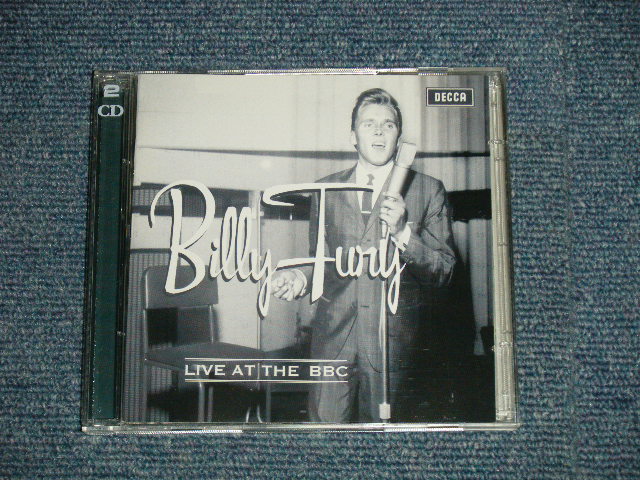 2
CD
DECCA
Billy Fury
LIVE AT THE BBC